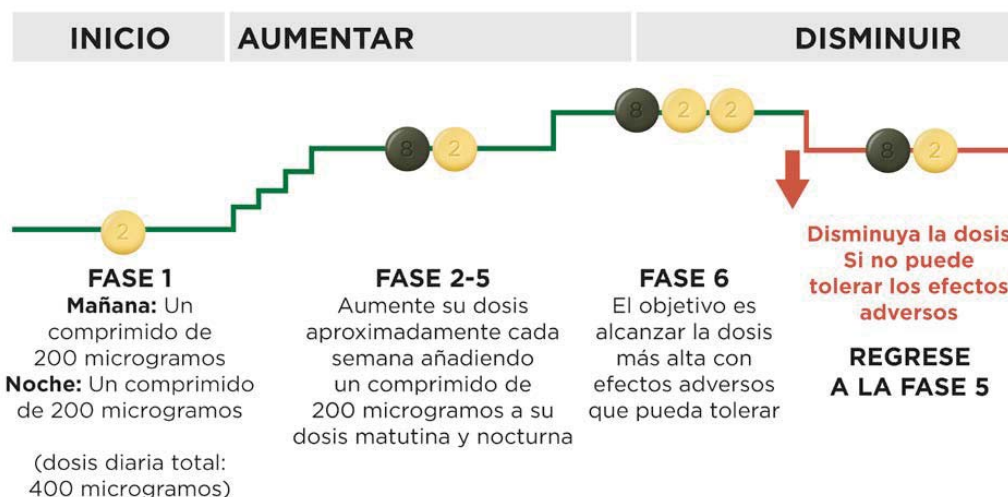 INICIO
AUMENTAR
DISMINUIR
8 2 2
8 2
8 2
2
FASE 1
Mañana: Un
comprimido de
200 microgramos
Noche: Un comprimido
de 200 microgramos
(dosis diaria total:
400 microgramos)
FASE 2-5
Aumente su dosis
aproximadamente cada
semana añadiendo
un comprimido de
200 microgramos a su
dosis matutina y nocturna
FASE 6
El objetivo es
alcanzar la dosis
más alta con
efectos adversos
que pueda tolerar
Disminuya la dosis
Si no puede
tolerar los efectos
adversos
REGRESE
A LA FASE 5